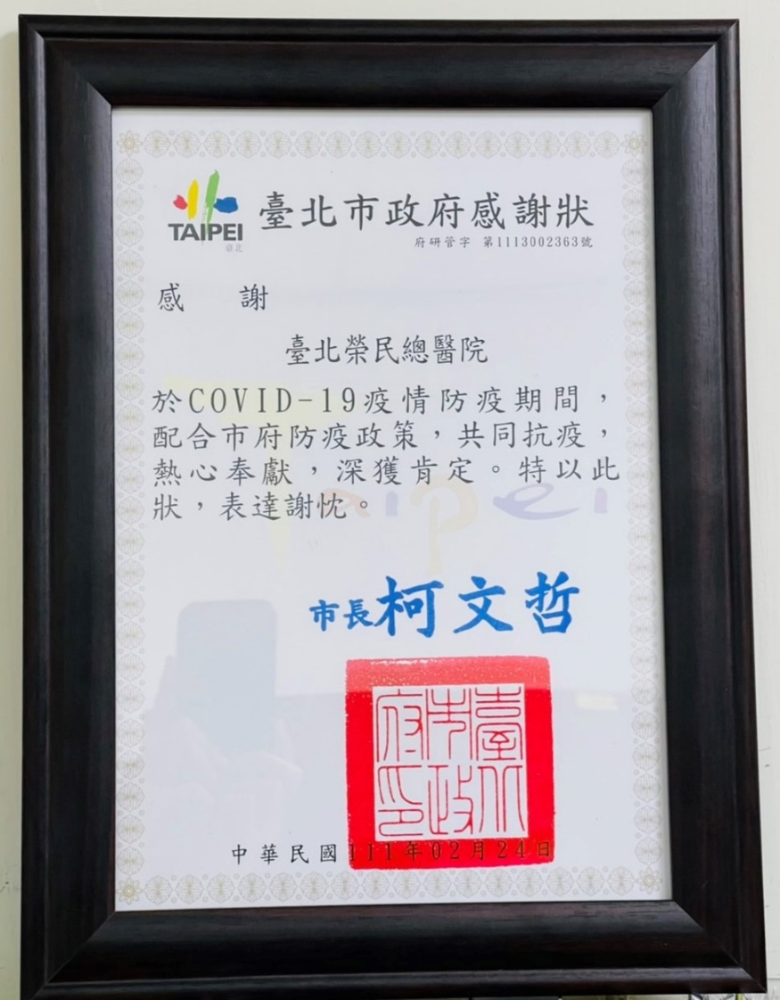 TAIPEI
臺北
臺北市政府感謝狀
府研管字 第1113002363號
感 謝
臺北榮民總醫院
於COVID-19疫情防疫期間，
配合市府防疫政策，共同抗疫，
熱心奉獻，深獲肯定。特以此
狀，表達謝忱。
Taipei
市長柯文哲
臺北市政府印
中華民國111年02月24日